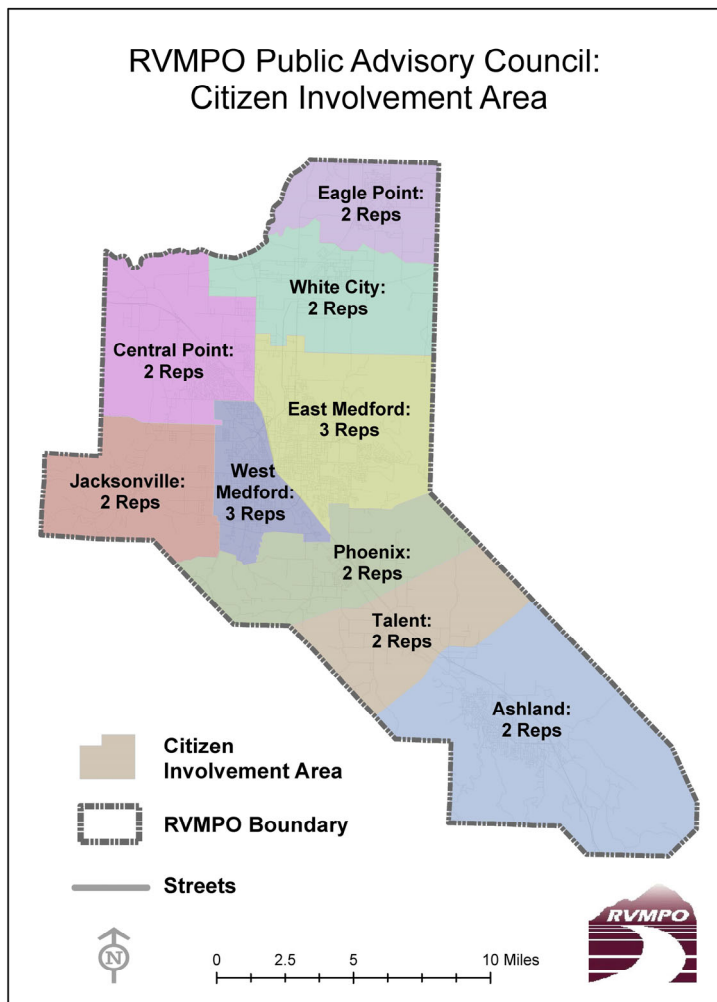 RVMPO Public Advisory Council:
Citizen Involvement Area
Eagle Point:
2 Reps
White City:
2 Reps
Central Point:
2 Reps
East Medford:
3 Reps
Jacksonville:
2 Reps
West
Medford:
3 Reps
Phoenix:
2 Reps
Talent:
2 Reps
Ashland:
2 Reps
Citizen
Involvement Area
RVMPO Boundary
Streets
N
0 2.5 5 10 Miles
RVMPO